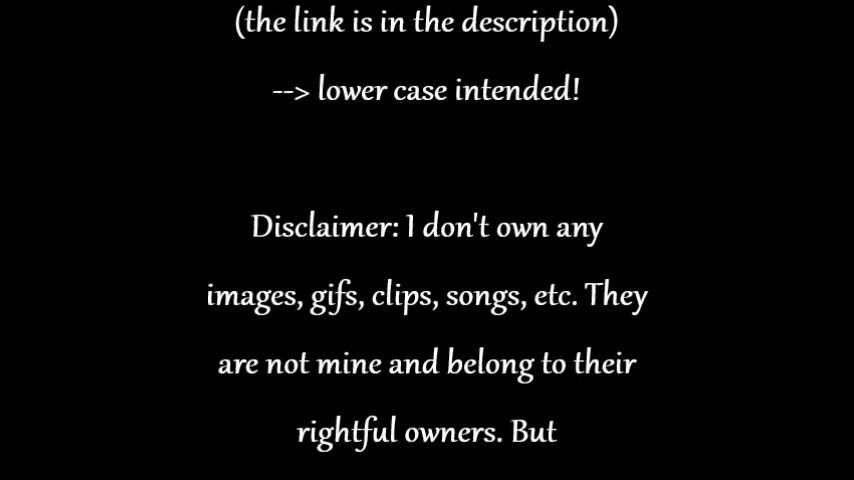 (the link is in the description)
--> lower case intended!
Disclaimer: I don't own any
images, gifs, clips, songs, etc. They
are not mine and belong to their
rightful owners. But